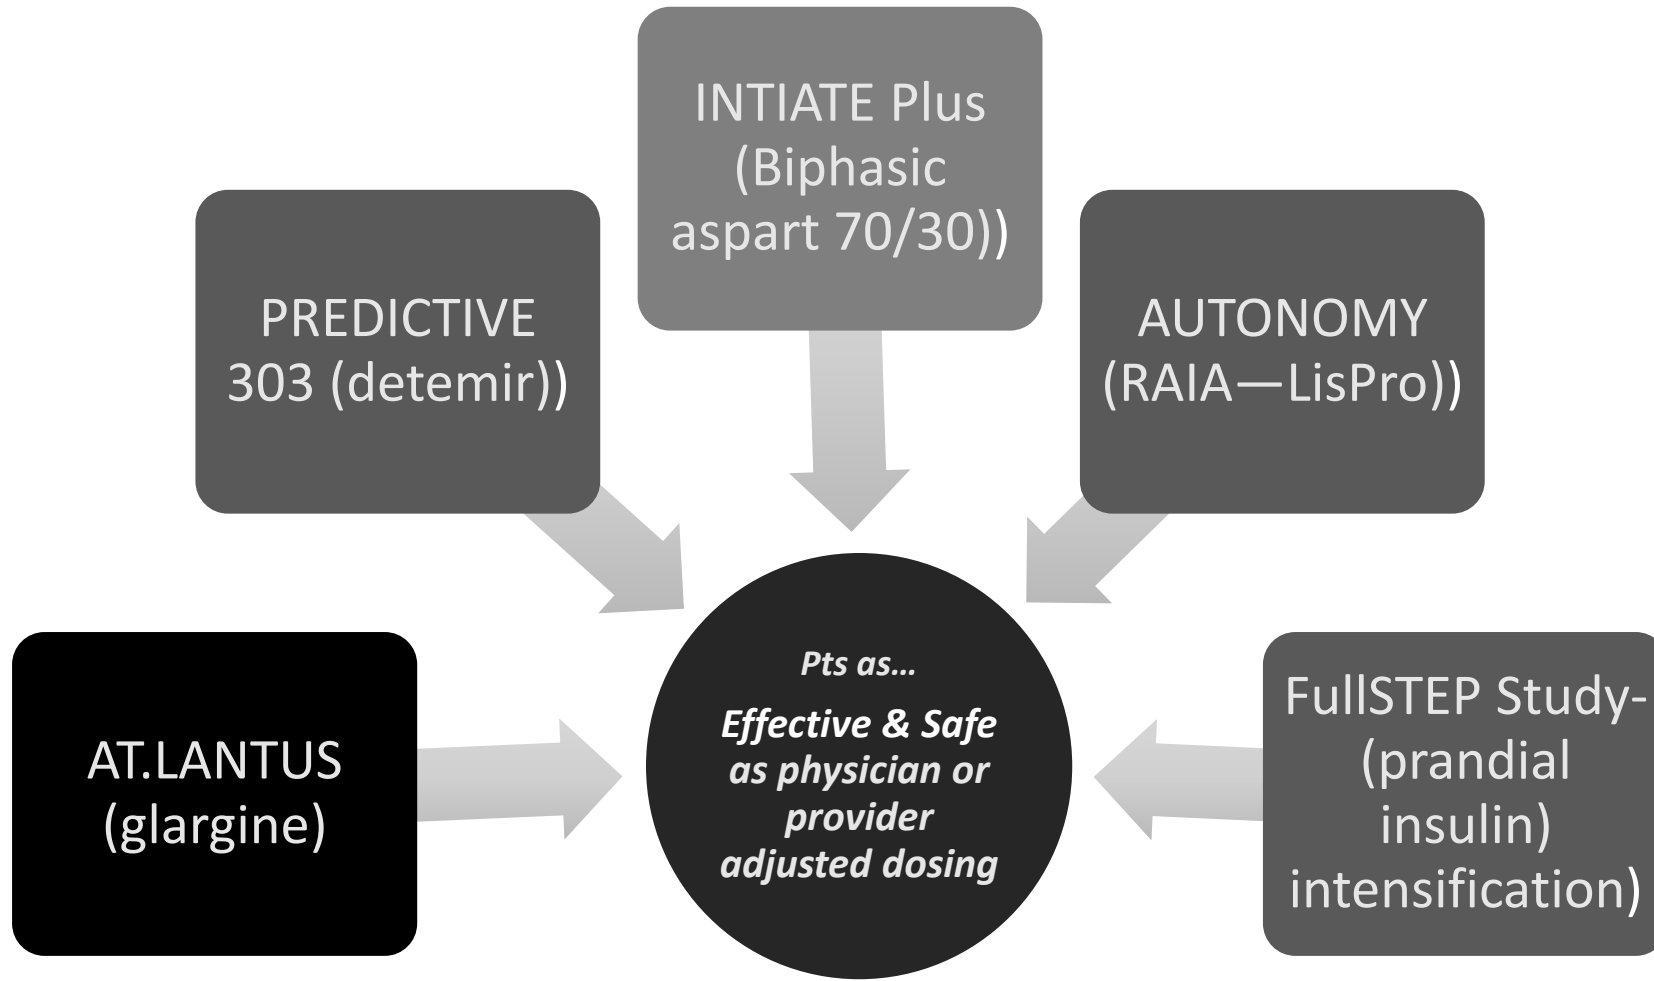 INTIATE Plus
(Biphasic
aspart 70/30))
PREDICTIVE
303 (detemir))
AUTONOMY
(RAIA—LisPro))
AT.LANTUS
(glargine)
Pts as…
Effective & Safe
as physician or
provider
adjusted dosing
FullSTEP Study-
(prandial
insulin)
intensification)